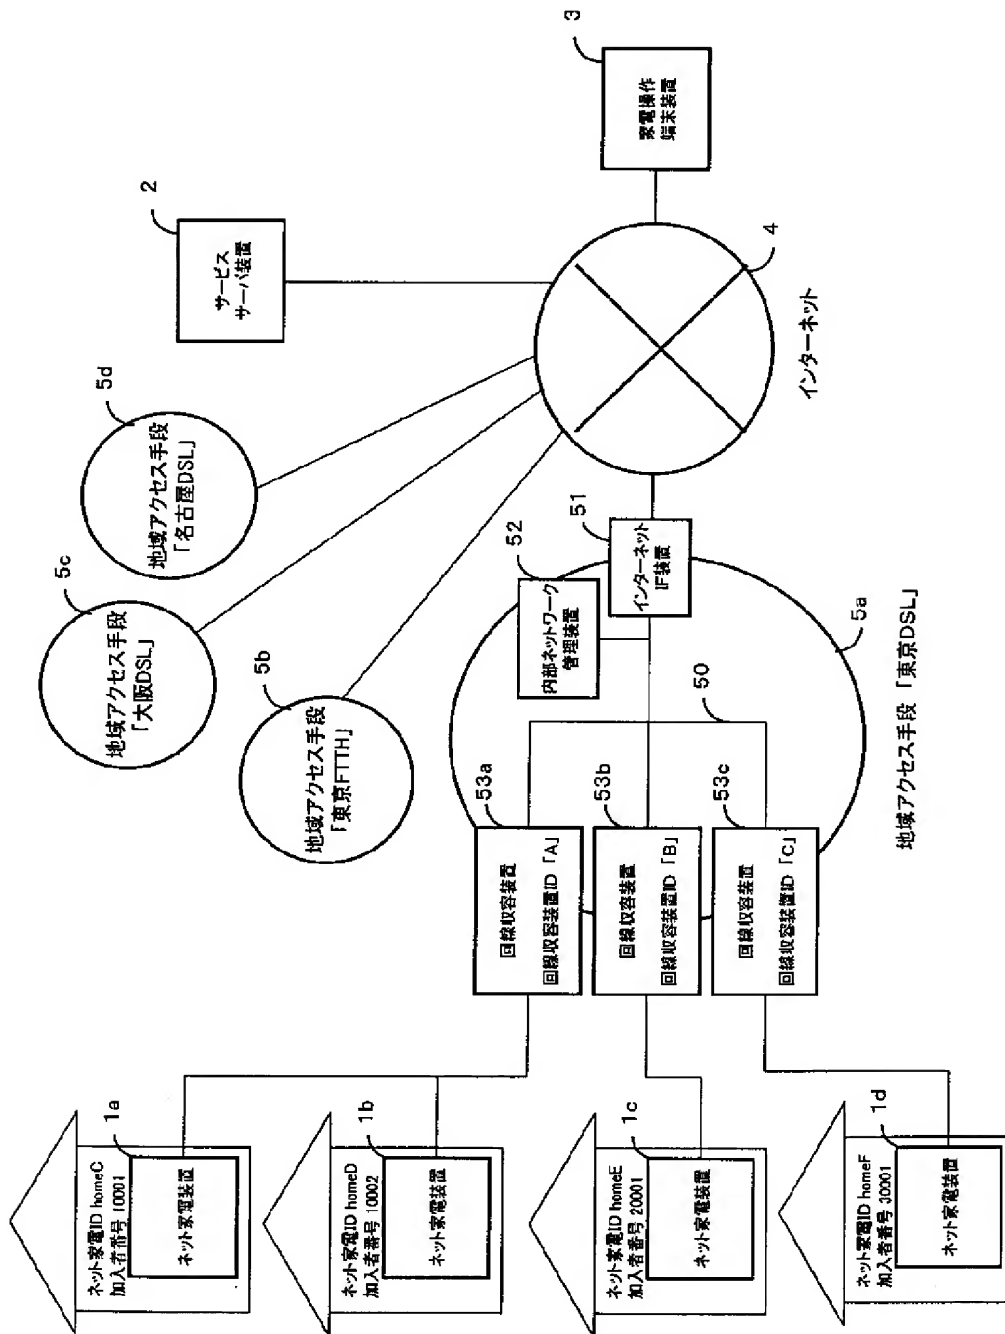 ネット家電ID homeC
加入者番号 10001
ネット家電装置
1a
ネット家電ID homeD
加入者番号 10002
ネット家電装置
1b
ネット家電ID homeE
加入者番号 20001
ネット家電装置
1c
ネット家電ID homeF
加入者番号 30001
ネット家電装置
1d
回線収容装置
回線収容装置ID「A」
53a
回線収容装置
回線収容装置ID「B」
53b
回線収容装置
回線収容装置ID「C」
53c
50
内部ネットワーク
管理装置
52
インターネット
IF装置
51
5a
地域アクセス手段「東京DSL」
地域アクセス手段
「東京FTTH」
5b
地域アクセス手段
「大阪DSL」
5c
地域アクセス手段
「名古屋DSL」
5d
サービス
サーバ装置
2
インターネット
4
家電操作
端末装置
3